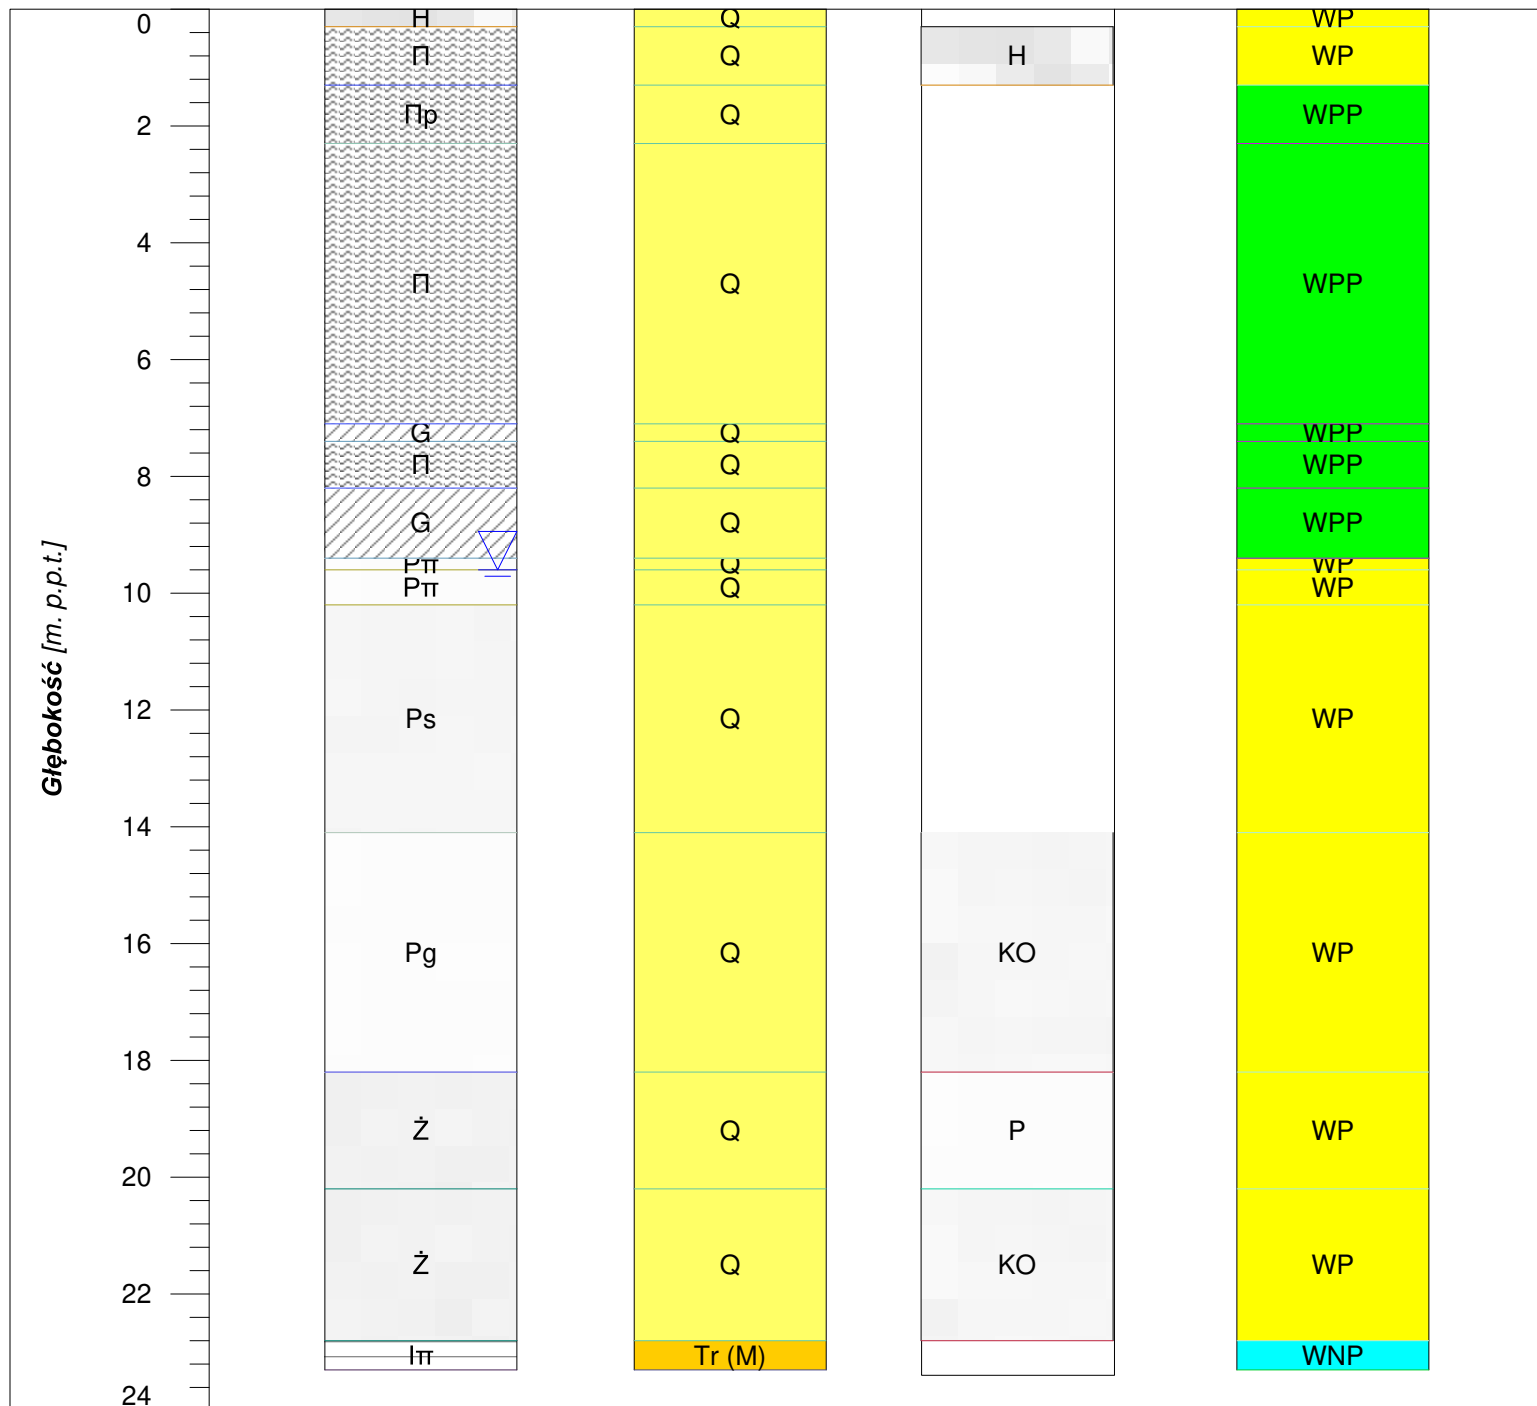 0 H Q WP
П Q H WP
2 Пp Q WPP
4 П Q WPP
6
G Q WPP
8 П Q WPP
G Q WPP
Pπ Q WP
10 Pπ Q WP
Głębokość [m. p.p.t.]
12 Ps Q WP
14
16 Pg Q KO WP
18
Ż Q P WP
20
Ż Q KO WP
22
Iπ Tr (M) WNP
24